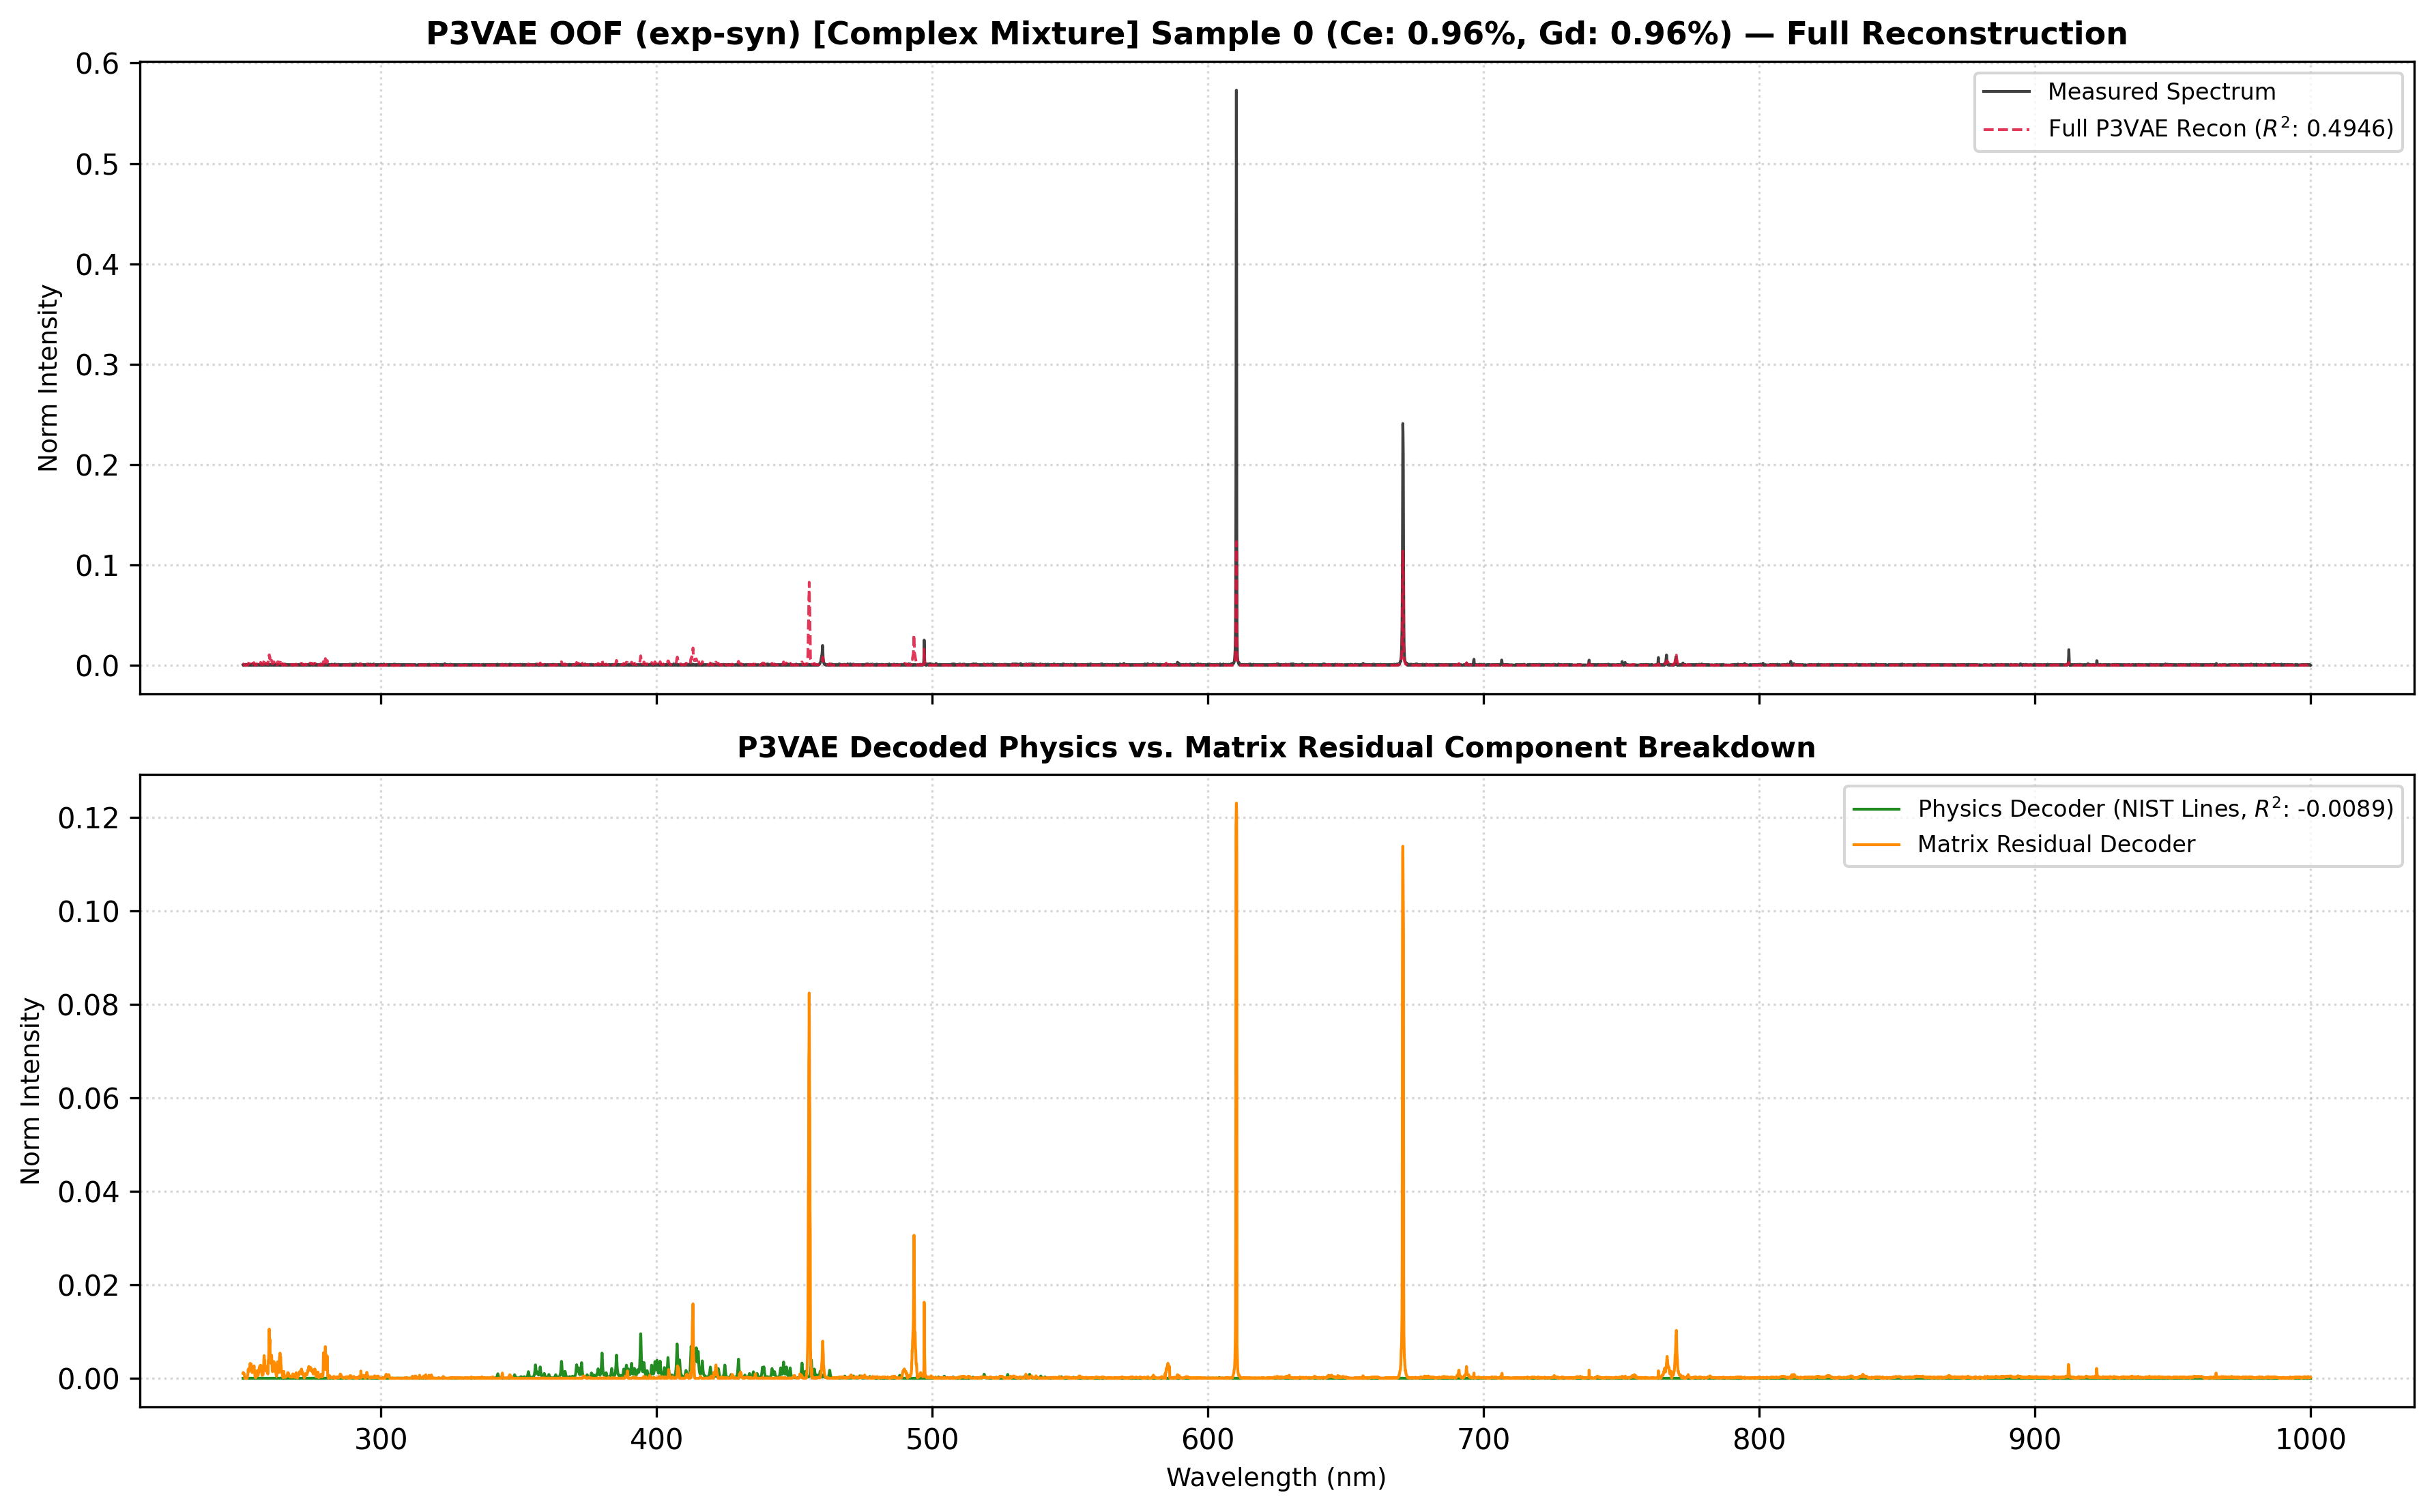 P3VAE OOF (exp-syn) [Complex Mixture] Sample 0 (Ce: 0.96%, Gd: 0.96%) — Full Reconstruction
Norm Intensity
0.6
0.5
0.4
0.3
0.2
0.1
0.0
Measured Spectrum
Full P3VAE Recon (R²: 0.4946)
P3VAE Decoded Physics vs. Matrix Residual Component Breakdown
Norm Intensity
0.12
0.10
0.08
0.06
0.04
0.02
0.00
Physics Decoder (NIST Lines, R²: -0.0089)
Matrix Residual Decoder
300 400 500 600 700 800 900 1000
Wavelength (nm)